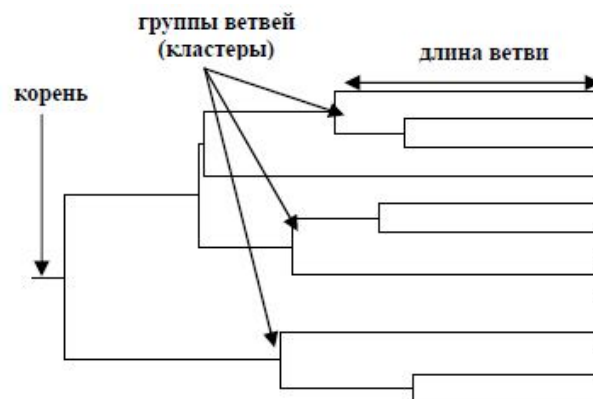 группы ветвей
(кластеры)
длина ветви
корень